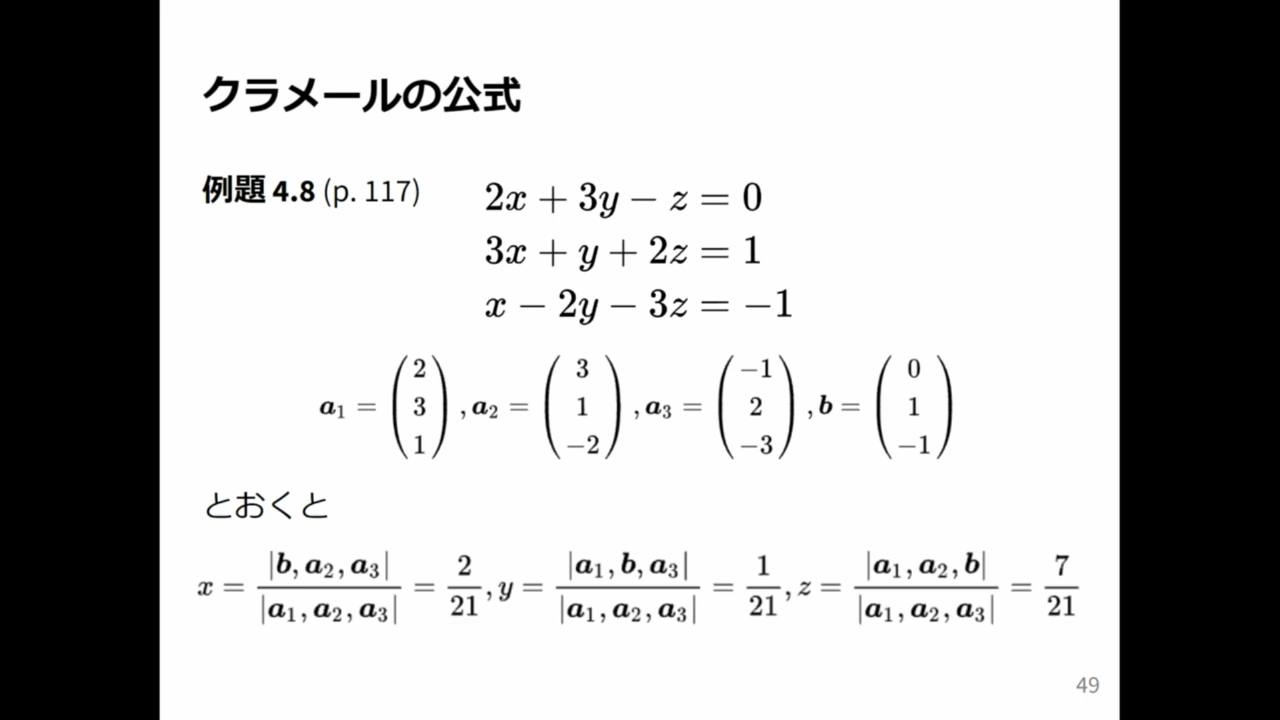 クラメールの公式
例題 4.8 (p. 117)
2x + 3y − z = 0
3x + y + 2z = 1
x − 2y − 3z = −1
a₁ = (2 3 1), a₂ = (3 1 −2), a₃ = (−1 2 −3), b = (0 1 −1)
とおくと
x = |b, a₂, a₃| / |a₁, a₂, a₃| = 2/21, y = |a₁, b, a₃| / |a₁, a₂, a₃| = 1/21, z = |a₁, a₂, b| / |a₁, a₂, a₃| = 7/21
49